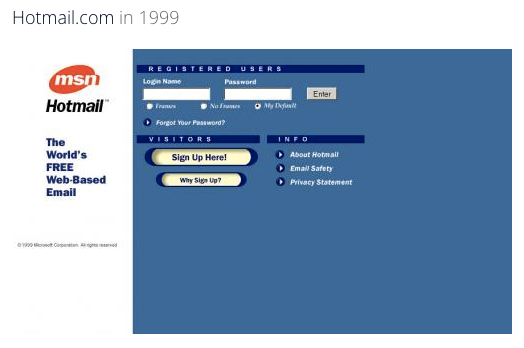 Hotmail.com in 1999
msn
Hotmail™
The
World's
FREE
Web-Based
Email
© 1999 Microsoft Corporation. All rights reserved
REGISTERED USERS
Login Name Password
Enter
Frames No Frames My Default
Forgot Your Password?
VISITORS
Sign Up Here!
Why Sign Up?
INFO
About Hotmail
Email Safety
Privacy Statement